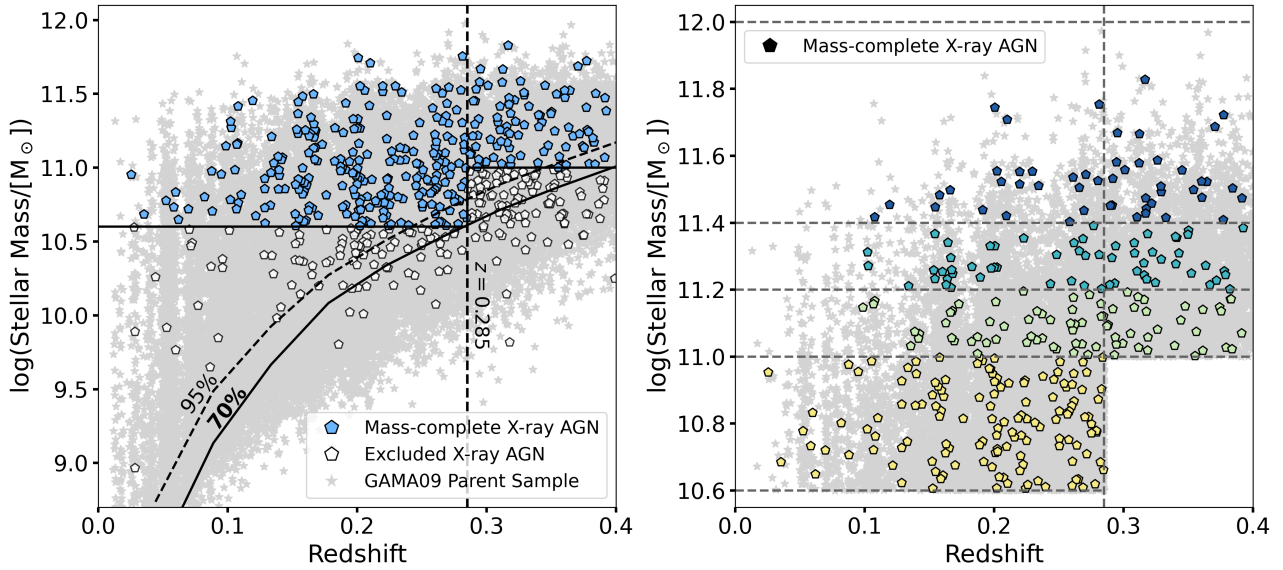 12.0
11.5
11.0
10.5
10.0
9.5
9.0
log(Stellar Mass/[M⊙])
95%
70%
z = 0.285
Mass-complete X-ray AGN
Excluded X-ray AGN
GAMA09 Parent Sample
0.0 0.1 0.2 0.3 0.4
Redshift
12.0
11.8
11.6
11.4
11.2
11.0
10.8
10.6
log(Stellar Mass/[M⊙])
Mass-complete X-ray AGN
0.0 0.1 0.2 0.3 0.4
Redshift